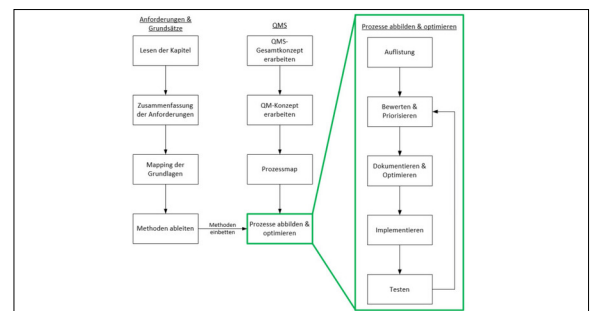 Anforderungen &
Grundsätze
Lesen der Kapitel
Zusammenfassung
der Anforderungen
Mapping der
Grundlagen
Methoden ableiten
Methoden
einbetten
QMS
QMS-
Gesamtkonzept
erarbeiten
QM-Konzept
erarbeiten
Prozessmap
Prozesse abbilden &
optimieren
Prozesse abbilden & optimieren
Auflistung
Bewerten &
Priorisieren
Dokumentieren &
Optimieren
Implementieren
Testen